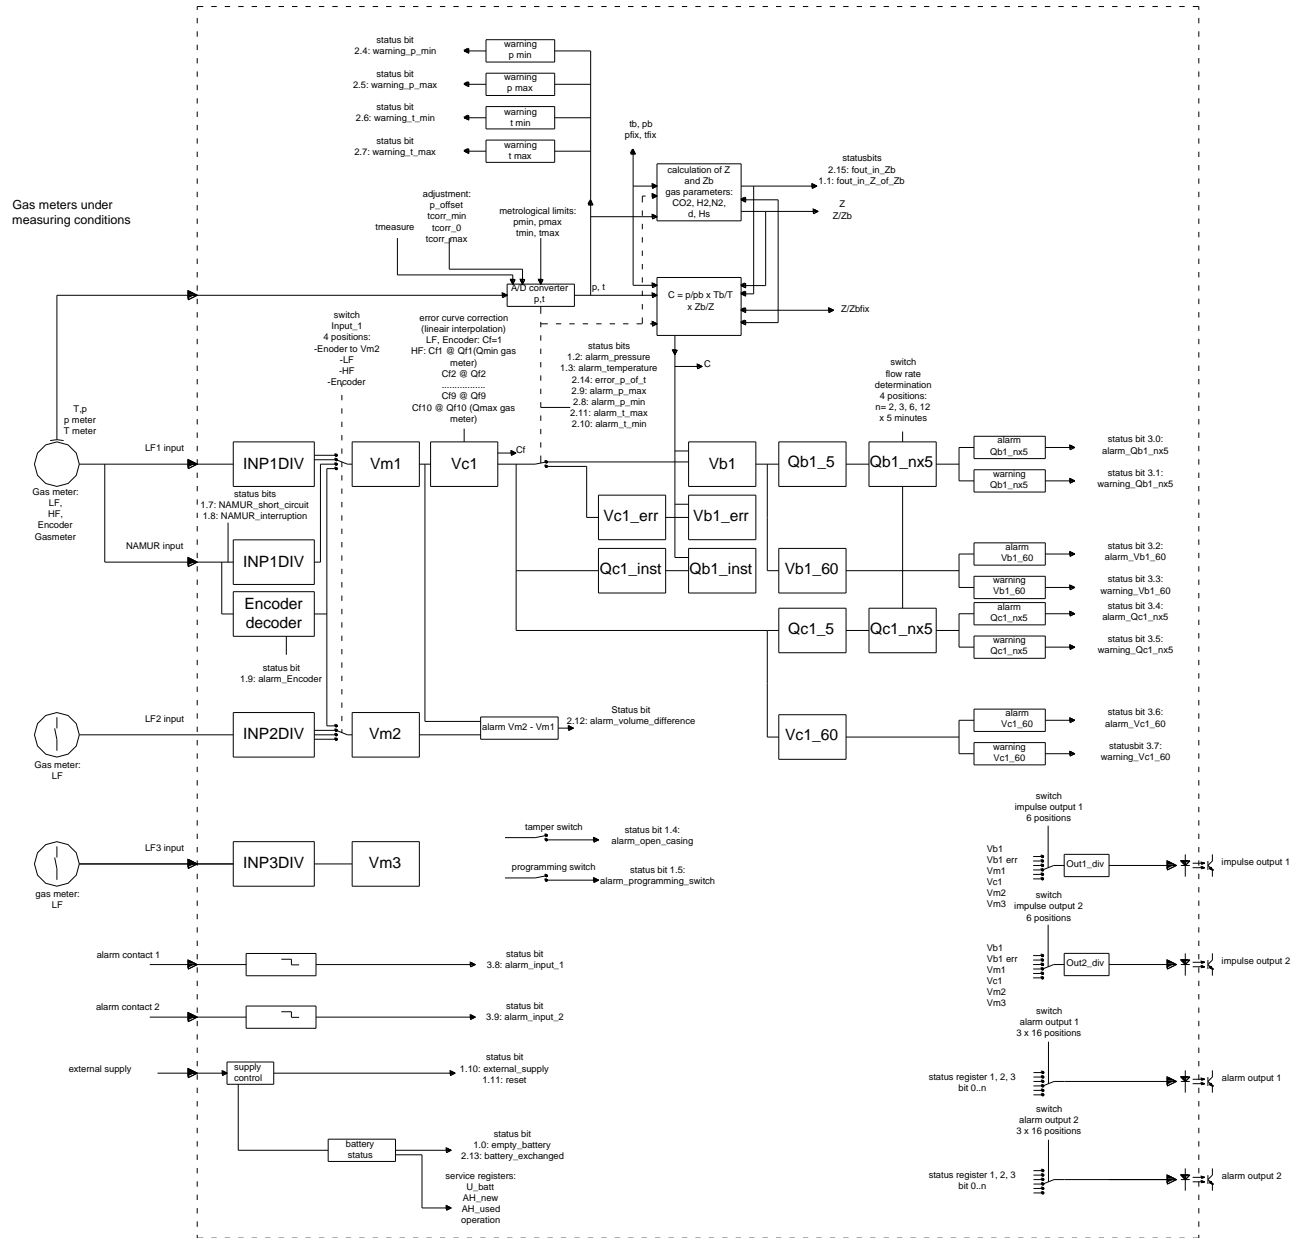 status bit
2.4: warning_p_min
warning
p min
status bit
2.5: warning_p_max
warning
p max
status bit
2.6: warning_t_min
warning
t min
status bit
2.7: warning_t_max
warning
t max
tb, pb
pfix, tfix
calculation of Z
and Zb
gas parameters:
CO2, H2,N2,
d, Hs
statusbits
2.15: fout_in_Zb
1.1: fout_in_Z_of_Zb
Z
Z/Zb
Gas meters under
measuring conditions
adjustment:
p_offset
tcorr_min
tcorr_0
tcorr_max
tmeasure
metrological limits:
pmin, pmax
tmin, tmax
A/D converter
p,t
p, t
C = p/pb x Tb/T
x Zb/Z
Z/Zbfix
C
switch
Input_1
4 positions:
-Enoder to Vm2
-LF
-HF
-Encoder
error curve correction
(lineair interpolation)
LF, Encoder: Cf=1
HF: Cf1 @ Qf1(Qmin gas
meter)
Cf2 @ Qf2
.................
Cf9 @ Qf9
Cf10 @ Qf10 (Qmax gas
meter)
status bits
1.2: alarm_pressure
1.3: alarm_temperature
2.14: error_p_of_t
2.9: alarm_p_max
2.8: alarm_p_min
2.11: alarm_t_max
2.10: alarm_t_min
switch
flow rate
determination
4 positions:
n= 2, 3, 6, 12
x 5 minutes
T,p
p meter
T meter
LF1 input
INP1DIV
Vm1
Vc1
Cf
Vb1
Qb1_5
Qb1_nx5
alarm
Qb1_nx5
status bit 3.0:
alarm_Qb1_nx5
warning
Qb1_nx5
status bit 3.1:
warning_Qb1_nx5
Gas meter:
LF,
HF,
Encoder
Gasmeter
status bits
1.7: NAMUR_short_circuit
1.8: NAMUR_interruption
Vc1_err
Vb1_err
NAMUR input
INP1DIV
Qc1_inst
Qb1_inst
Vb1_60
alarm
Vb1_60
status bit 3.2:
alarm_Vb1_60
warning
Vb1_60
status bit 3.3:
warning_Vb1_60
Encoder
decoder
Qc1_5
Qc1_nx5
alarm
Qc1_nx5
status bit 3.4:
alarm_Qc1_nx5
warning
Qc1_nx5
status bit 3.5:
warning_Qc1_nx5
status bit
1.9: alarm_Encoder
LF2 input
INP2DIV
Vm2
alarm Vm2 - Vm1
Status bit
2.12: alarm_volume_difference
Vc1_60
alarm
Vc1_60
status bit 3.6:
alarm_Vc1_60
warning
Vc1_60
statusbit 3.7:
warning_Vc1_60
Gas meter:
LF
LF3 input
INP3DIV
Vm3
gas meter:
LF
tamper switch
status bit 1.4:
alarm_open_casing
programming switch
status bit 1.5:
alarm_programming_switch
switch
impulse output 1
6 positions
Vb1
Vb1 err
Vm1
Vc1
Vm2
Vm3
Out1_div
impulse output 1
switch
impulse output 2
6 positions
Vb1
Vb1 err
Vm1
Vc1
Vm2
Vm3
Out2_div
impulse output 2
alarm contact 1
status bit
3.8: alarm_input_1
alarm contact 2
status bit
3.9: alarm_input_2
switch
alarm output 1
3 x 16 positions
status register 1, 2, 3
bit 0..n
alarm output 1
external supply
supply
control
status bit
1.10: external_supply
1.11: reset
switch
alarm output 2
3 x 16 positions
status register 1, 2, 3
bit 0..n
alarm output 2
battery
status
status bit
1.0: empty_battery
2.13: battery_exchanged
service registers:
U_batt
AH_new
AH_used
operation